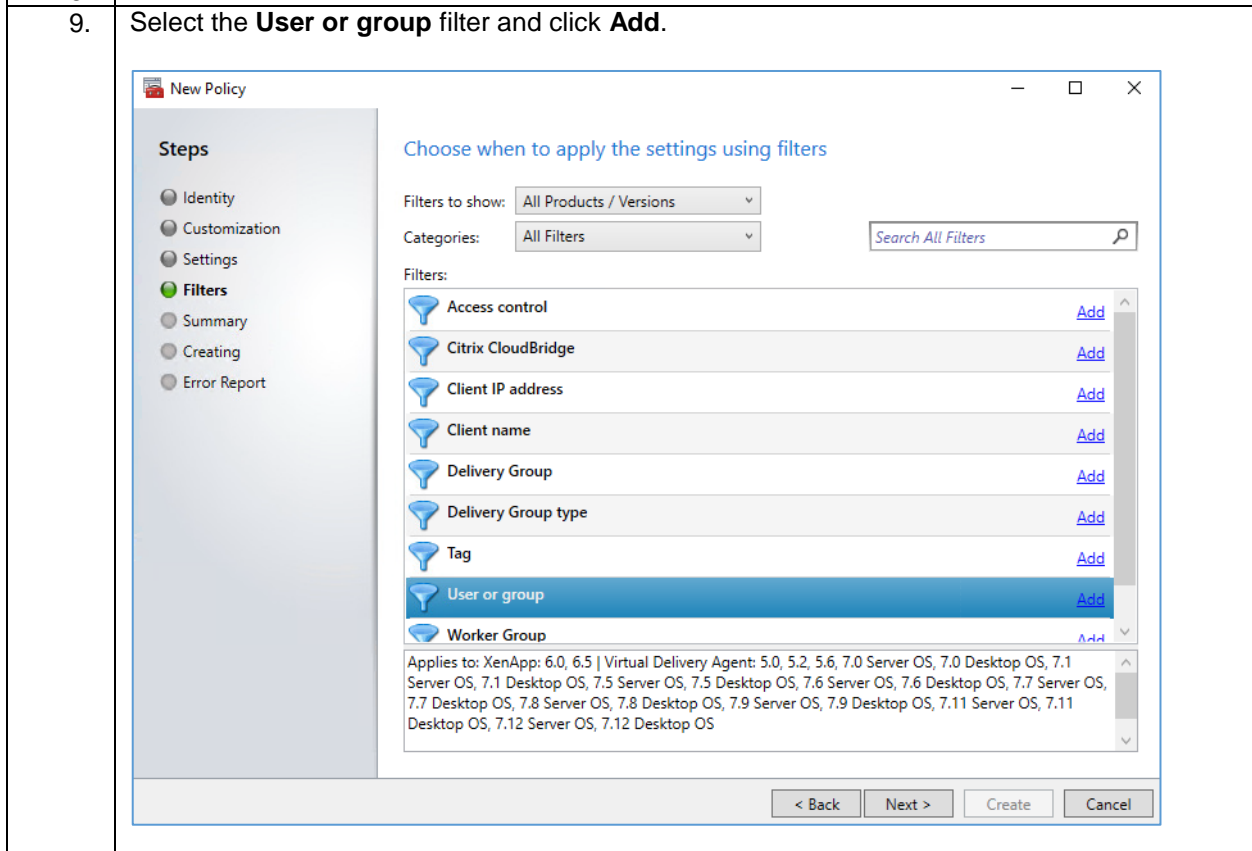 9.
Select the User or group filter and click Add.
New Policy
Steps
Identity
Customization
Settings
Filters
Summary
Creating
Error Report
Choose when to apply the settings using filters
Filters to show: All Products / Versions
Categories: All Filters
Search All Filters
Filters:
Access control Add
Citrix CloudBridge Add
Client IP address Add
Client name Add
Delivery Group Add
Delivery Group type Add
Tag Add
User or group Add
Worker Group Add
Applies to: XenApp: 6.0, 6.5 | Virtual Delivery Agent: 5.0, 5.2, 5.6, 7.0 Server OS, 7.0 Desktop OS, 7.1
Server OS, 7.1 Desktop OS, 7.5 Server OS, 7.5 Desktop OS, 7.6 Server OS, 7.6 Desktop OS, 7.7 Server OS,
7.7 Desktop OS, 7.8 Server OS, 7.8 Desktop OS, 7.9 Server OS, 7.9 Desktop OS, 7.11 Server OS, 7.11
Desktop OS, 7.12 Server OS, 7.12 Desktop OS
< Back Next > Create Cancel